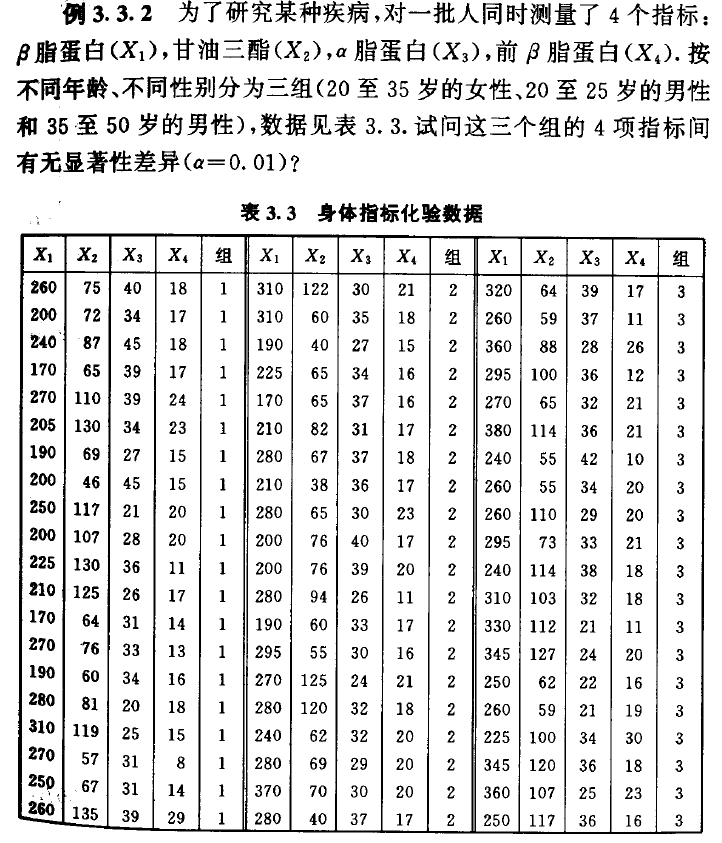 例 3.3.2 为了研究某种疾病,对一批人同时测量了 4 个指标:
β脂蛋白(X₁),甘油三酯(X₂),α 脂蛋白(X₃),前 β 脂蛋白(X₄).按
不同年龄、不同性别分为三组(20 至 35 岁的女性、20 至 25 岁的男性
和 35 至 50 岁的男性),数据见表 3.3.试问这三个组的 4 项指标间
有无显著性差异(α=0.01)?
表 3.3 身体指标化验数据
X₁ X₂ X₃ X₄ 组 X₁ X₂ X₃ X₄ 组 X₁ X₂ X₃ X₄ 组
260 75 40 18 1 310 122 30 21 2 320 64 39 17 3
200 72 34 17 1 310 60 35 18 2 260 59 37 11 3
240 87 45 18 1 190 40 27 15 2 360 88 28 26 3
170 65 39 17 1 225 65 34 16 2 295 100 36 12 3
270 110 39 24 1 170 65 37 16 2 270 65 32 21 3
205 130 34 23 1 210 82 31 17 2 380 114 36 21 3
190 69 27 15 1 280 67 37 18 2 240 55 42 10 3
200 46 45 15 1 210 38 36 17 2 260 55 34 20 3
250 117 21 20 1 280 65 30 23 2 260 110 29 20 3
200 107 28 20 1 200 76 40 17 2 295 73 33 21 3
225 130 36 11 1 200 76 39 20 2 240 114 38 18 3
210 125 26 17 1 280 94 26 11 2 310 103 32 18 3
170 64 31 14 1 190 60 33 17 2 330 112 21 11 3
270 76 33 13 1 295 55 30 16 2 345 127 24 20 3
190 60 34 16 1 270 125 24 21 2 250 62 22 16 3
280 81 20 18 1 280 120 32 18 2 260 59 21 19 3
310 119 25 15 1 240 62 32 20 2 225 100 34 30 3
270 57 31 8 1 280 69 29 20 2 345 120 36 18 3
250 67 31 14 1 370 70 30 20 2 360 107 25 23 3
260 135 39 29 1 280 40 37 17 2 250 117 36 16 3